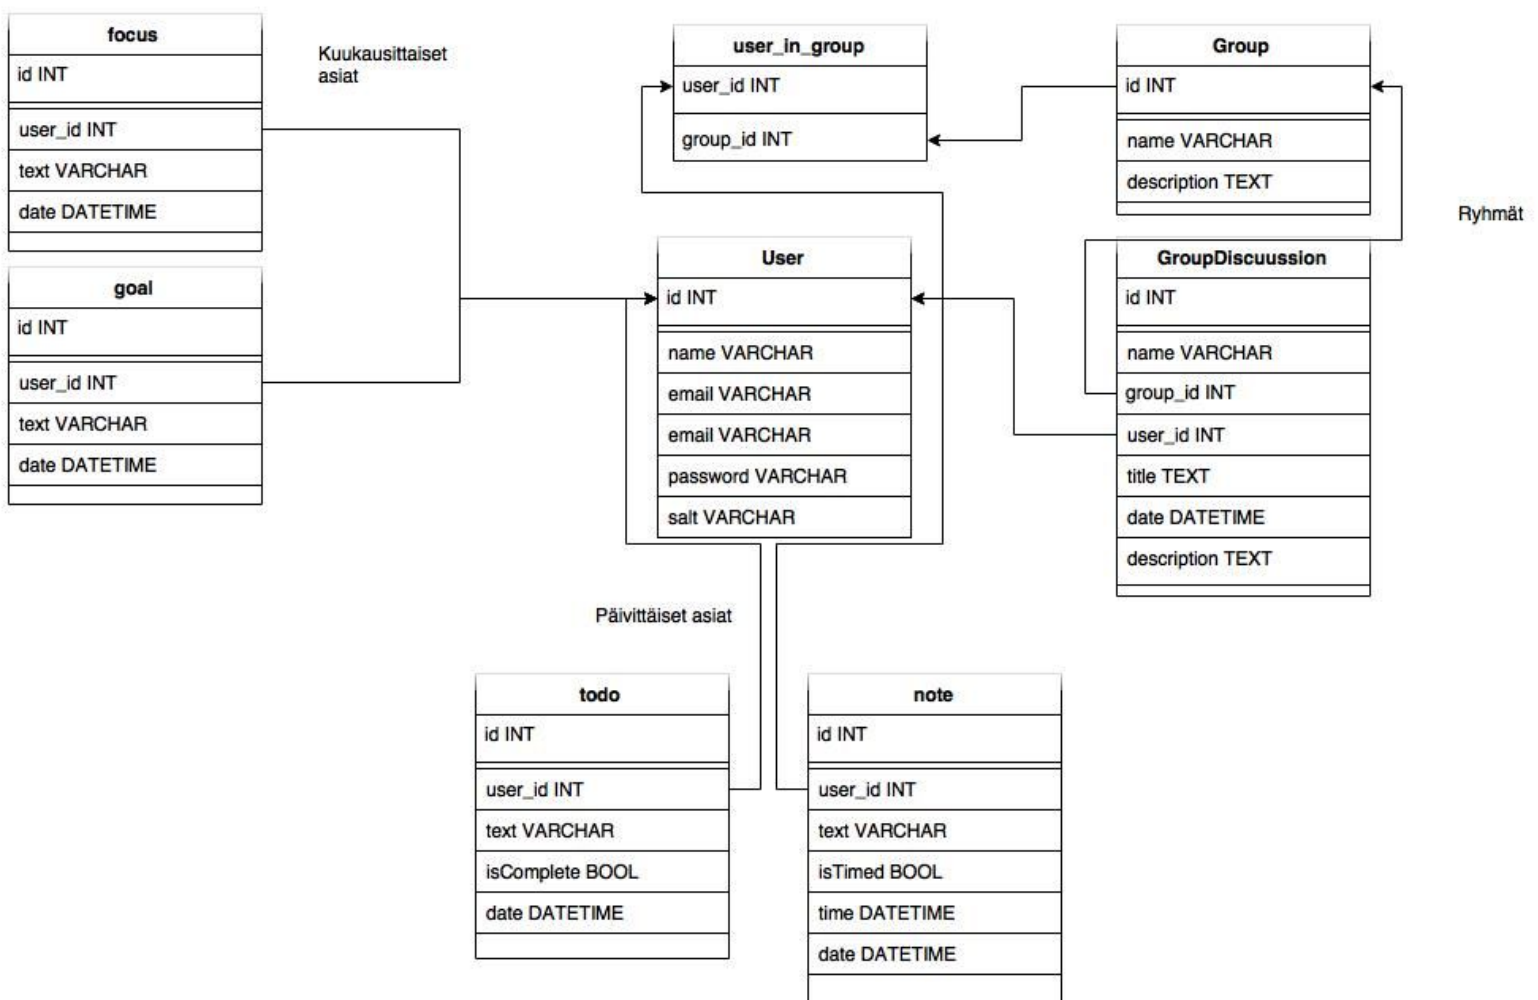 focus
id INT
user_id INT
text VARCHAR
date DATETIME
Kuukausittaiset
asiat
goal
id INT
user_id INT
text VARCHAR
date DATETIME
user_in_group
user_id INT
group_id INT
Group
id INT
name VARCHAR
description TEXT
Ryhmät
User
id INT
name VARCHAR
email VARCHAR
email VARCHAR
password VARCHAR
salt VARCHAR
GroupDiscuussion
id INT
name VARCHAR
group_id INT
user_id INT
title TEXT
date DATETIME
description TEXT
Päivittäiset asiat
todo
id INT
user_id INT
text VARCHAR
isComplete BOOL
date DATETIME
note
id INT
user_id INT
text VARCHAR
isTimed BOOL
time DATETIME
date DATETIME